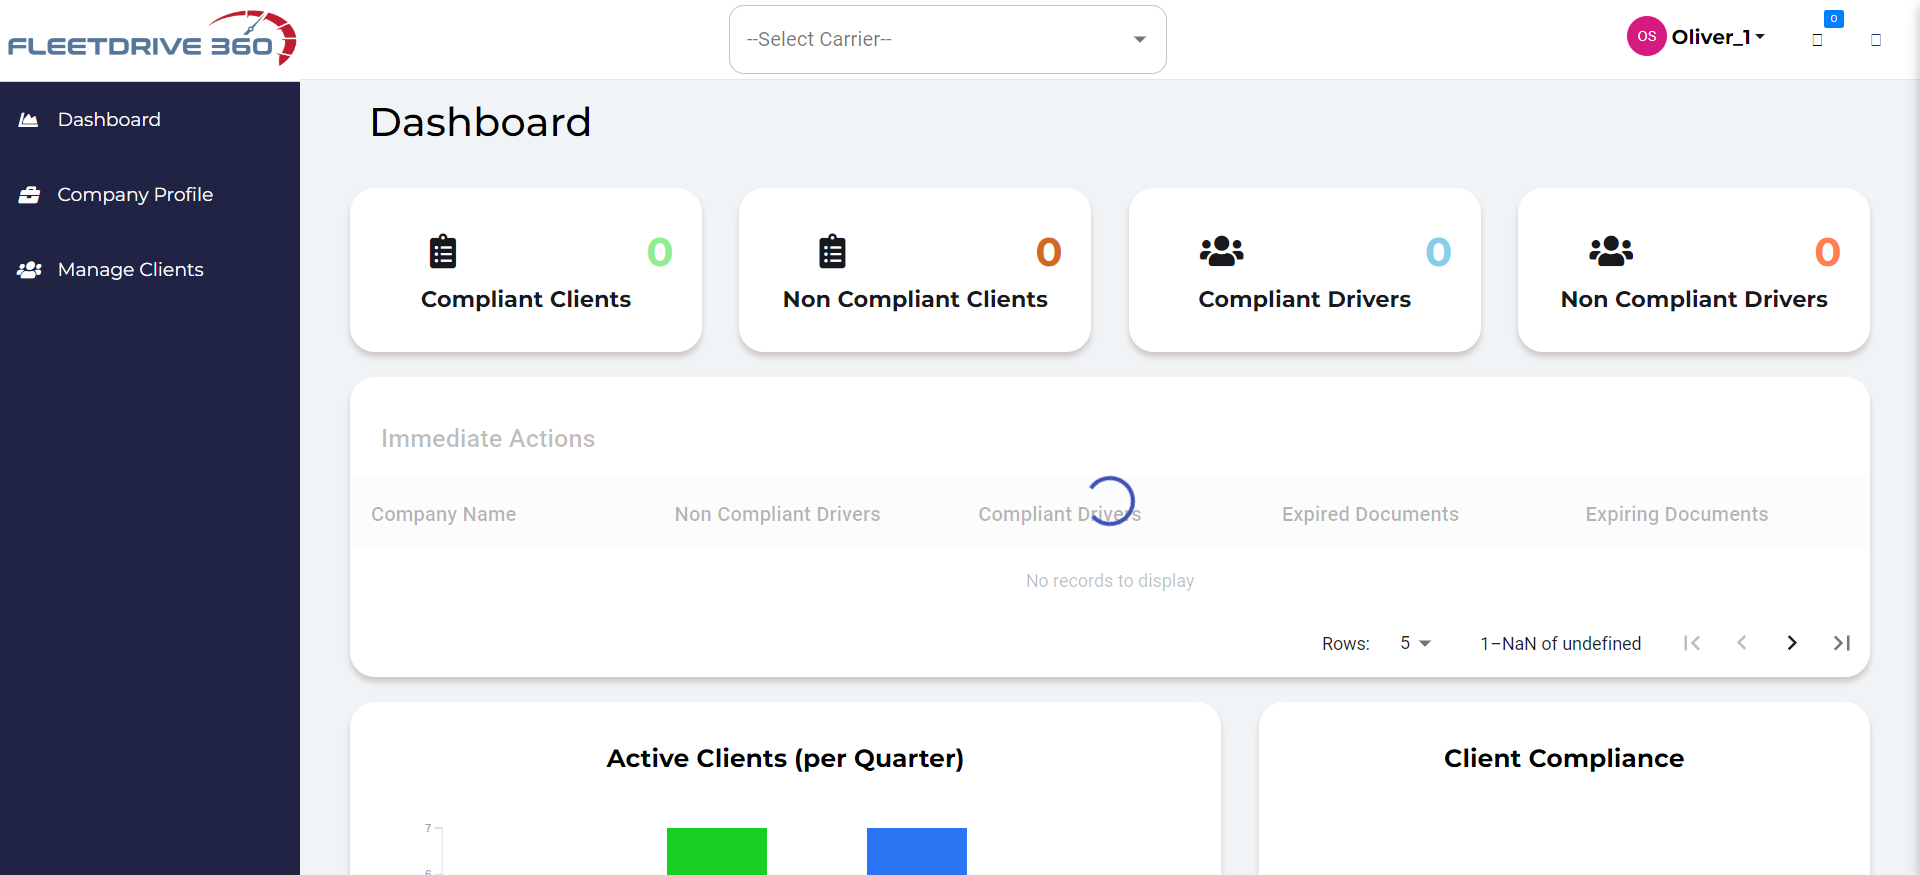 FLEETDRIVE 360
--Select Carrier--
OS
Oliver_1
0
Dashboard
Company Profile
Manage Clients
Dashboard
0
Compliant Clients
0
Non Compliant Clients
0
Compliant Drivers
0
Non Compliant Drivers
Immediate Actions
Company Name Non Compliant Drivers Compliant Drivers Expired Documents Expiring Documents
No records to display
Rows: 5 1–NaN of undefined
Active Clients (per Quarter)
7
6
Client Compliance